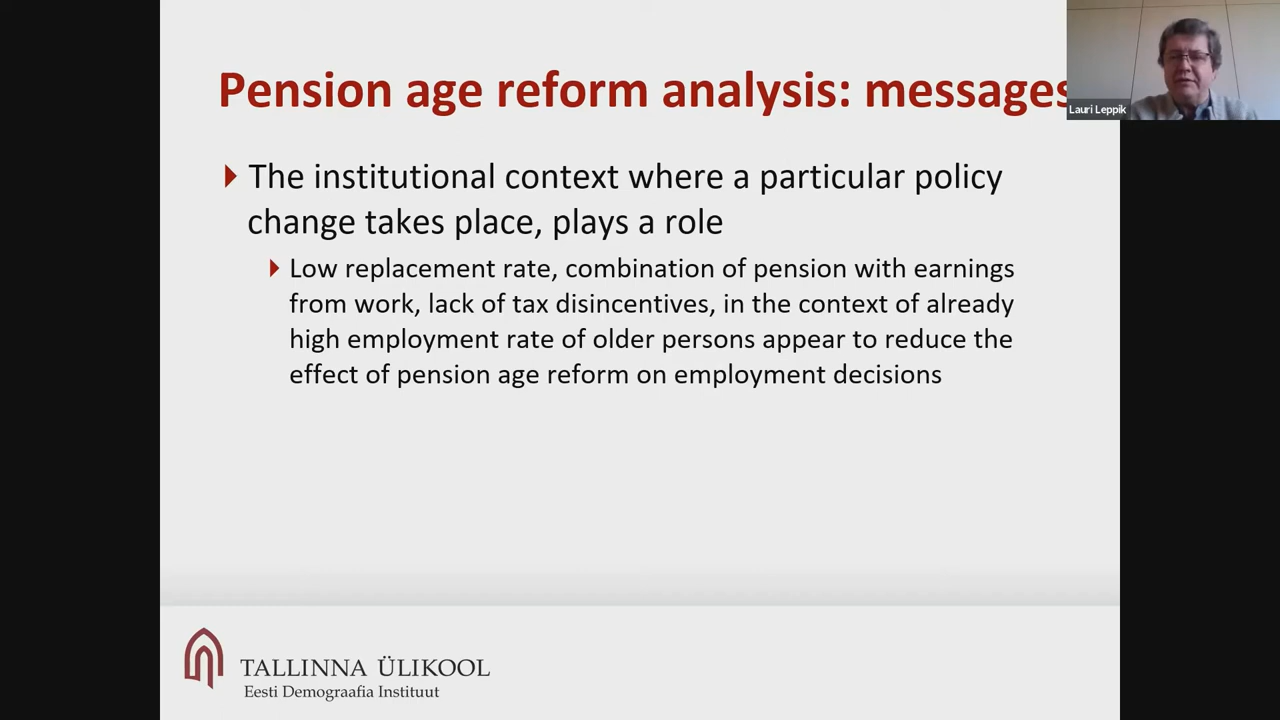 Pension age reform analysis: messages
Lauri Leppik
The institutional context where a particular policy
change takes place, plays a role
Low replacement rate, combination of pension with earnings
from work, lack of tax disincentives, in the context of already
high employment rate of older persons appear to reduce the
effect of pension age reform on employment decisions
TALLINNA ÜLIKOOL
Eesti Demograafia Instituut